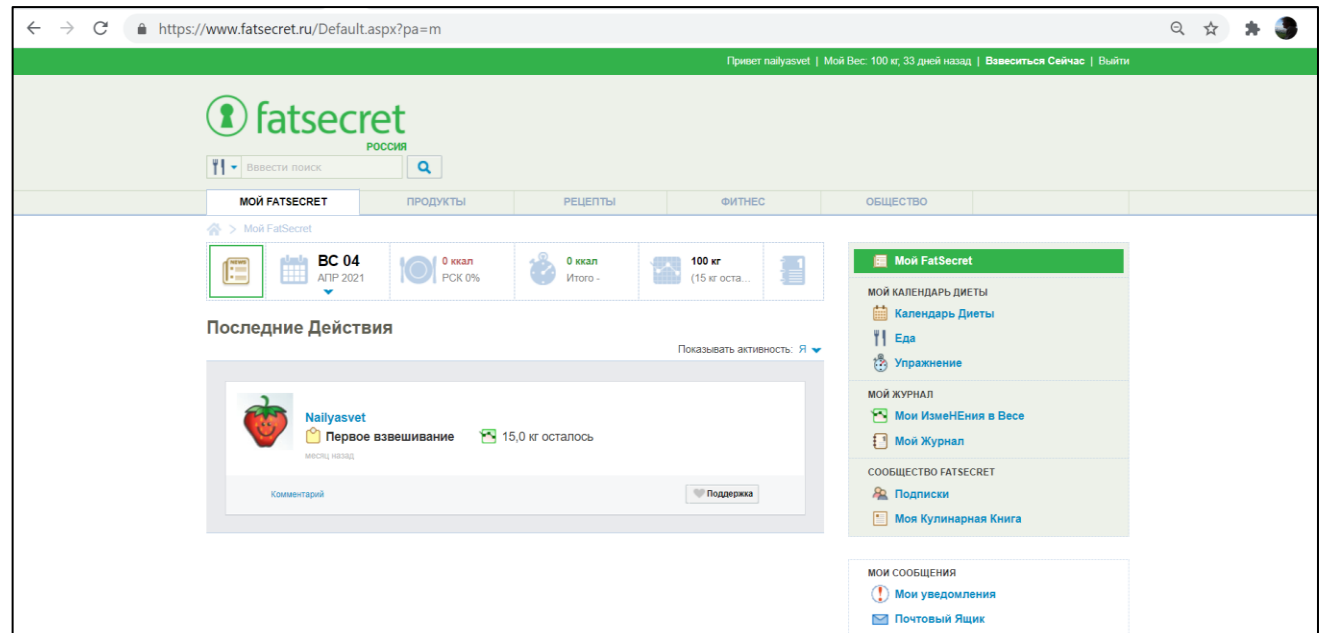 https://www.fatsecret.ru/Default.aspx?pa=m
Привет nailyasvet | Мой Вес: 100 кг, 33 дней назад | Взвеситься Сейчас | Выйти
fatsecret
РОССИЯ
Ввести поиск
МОЙ FATSECRET ПРОДУКТЫ РЕЦЕПТЫ ФИТНЕС ОБЩЕСТВО
> Мой FatSecret
NEWS
ВС 04
АПР 2021
0 ккал
РСК 0%
0 ккал
Итого -
100 кг
(15 кг оста...
1
Последние Действия
Показывать активность: Я
Nailyasvet
Первое взвешивание 15,0 кг осталось
месяц назад
Комментарий Поддержка
Мой FatSecret
МОЙ КАЛЕНДАРЬ ДИЕТЫ
Календарь Диеты
Еда
Упражнение
МОЙ ЖУРНАЛ
Мои ИзмеНЕния в Весе
Мой Журнал
СООБЩЕСТВО FATSECRET
Подписки
Моя Кулинарная Книга
МОИ СООБЩЕНИЯ
Мои уведомления
Почтовый Ящик